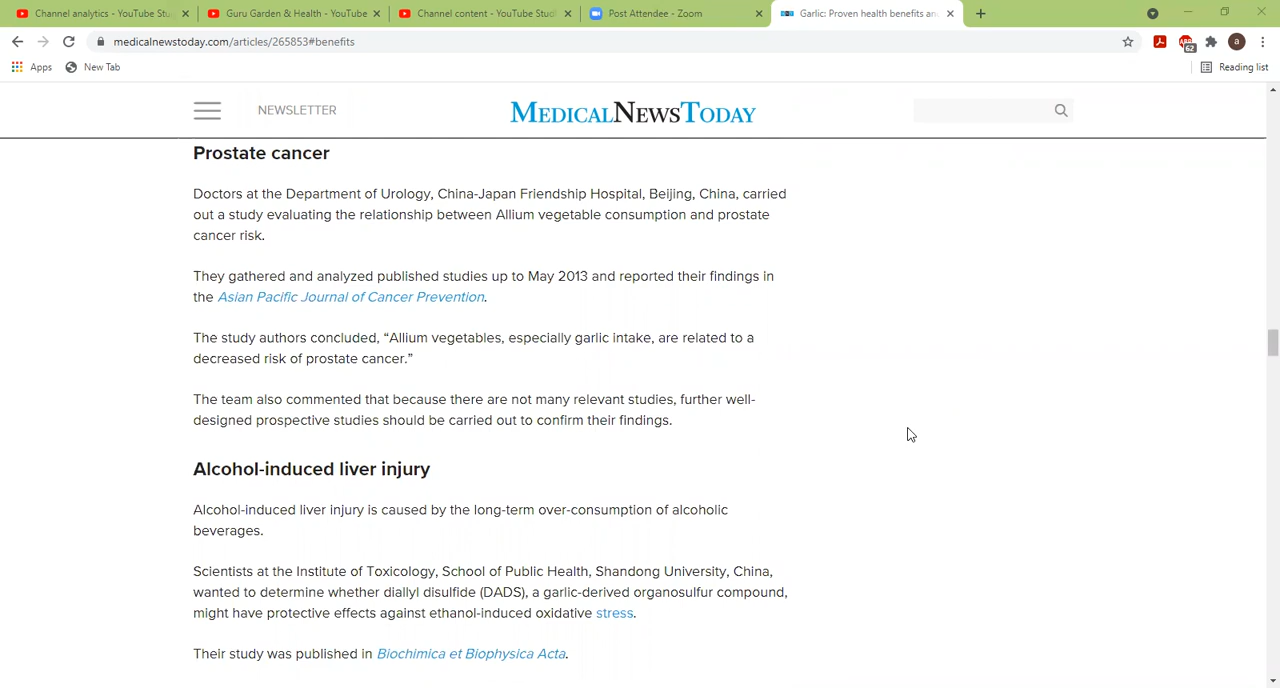 Channel analytics - YouTube Stu
Guru Garden & Health - YouTube
Channel content - YouTube Studi
Post Attendee - Zoom
Garlic: Proven health benefits an
medicalnewstoday.com/articles/265853#benefits
62
a
Apps
New Tab
Reading list
NEWSLETTER
MEDICALNEWSTODAY
Prostate cancer
Doctors at the Department of Urology, China-Japan Friendship Hospital, Beijing, China, carried
out a study evaluating the relationship between Allium vegetable consumption and prostate
cancer risk.
They gathered and analyzed published studies up to May 2013 and reported their findings in
the Asian Pacific Journal of Cancer Prevention.
The study authors concluded, “Allium vegetables, especially garlic intake, are related to a
decreased risk of prostate cancer.”
The team also commented that because there are not many relevant studies, further well-
designed prospective studies should be carried out to confirm their findings.
Alcohol-induced liver injury
Alcohol-induced liver injury is caused by the long-term over-consumption of alcoholic
beverages.
Scientists at the Institute of Toxicology, School of Public Health, Shandong University, China,
wanted to determine whether diallyl disulfide (DADS), a garlic-derived organosulfur compound,
might have protective effects against ethanol-induced oxidative stress.
Their study was published in Biochimica et Biophysica Acta.